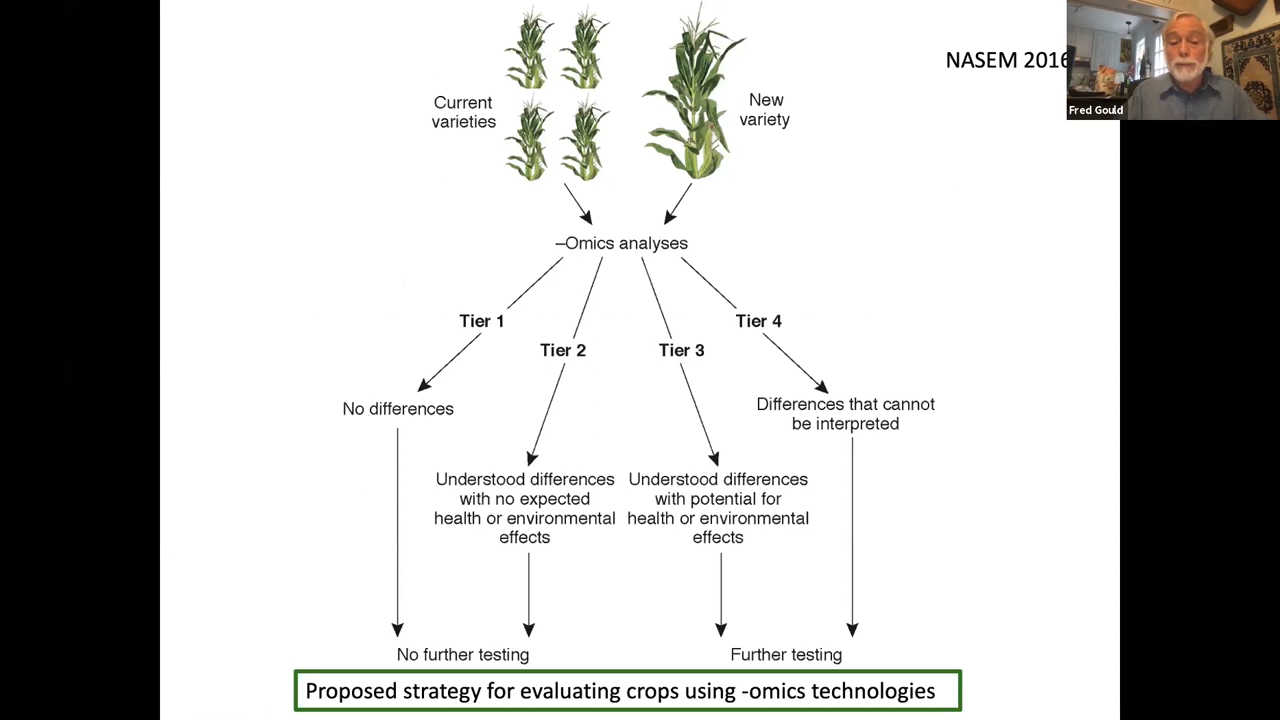 NASEM 2016
Fred Gould
Current
varieties
New
variety
–Omics analyses
Tier 1
Tier 4
Tier 2
Tier 3
No differences
Differences that cannot
be interpreted
Understood differences
with no expected
health or environmental
effects
Understood differences
with potential for
health or environmental
effects
No further testing
Further testing
Proposed strategy for evaluating crops using -omics technologies